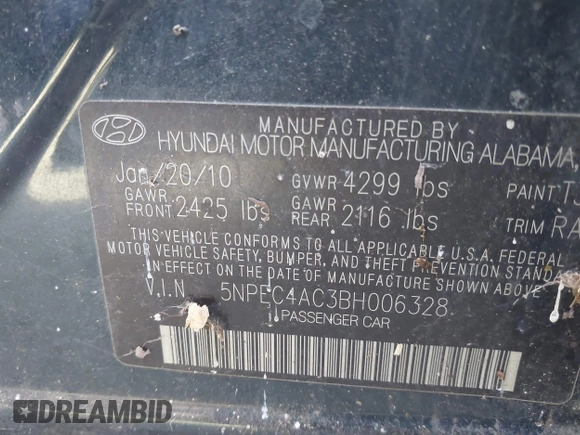 MANUFACTURED BY
HYUNDAI MOTOR MANUFACTURING ALABAMA,
Jan/20/10 GVWR 4299 lbs PAINT T
GAWR FRONT 2425 lbs GAWR REAR 2116 lbs TRIM RA
THIS VEHICLE CONFORMS TO ALL APPLICABLE U.S.A. FEDERAL
MOTOR VEHICLE SAFETY, BUMPER, AND THEFT PREVENTION STAND
IN EFFECT ON THE DATE OF MANUFACTURE SHOWN ABOVE
V.I.N. 5NPEC4AC3BH006328
PASSENGER CAR
DREAMBID